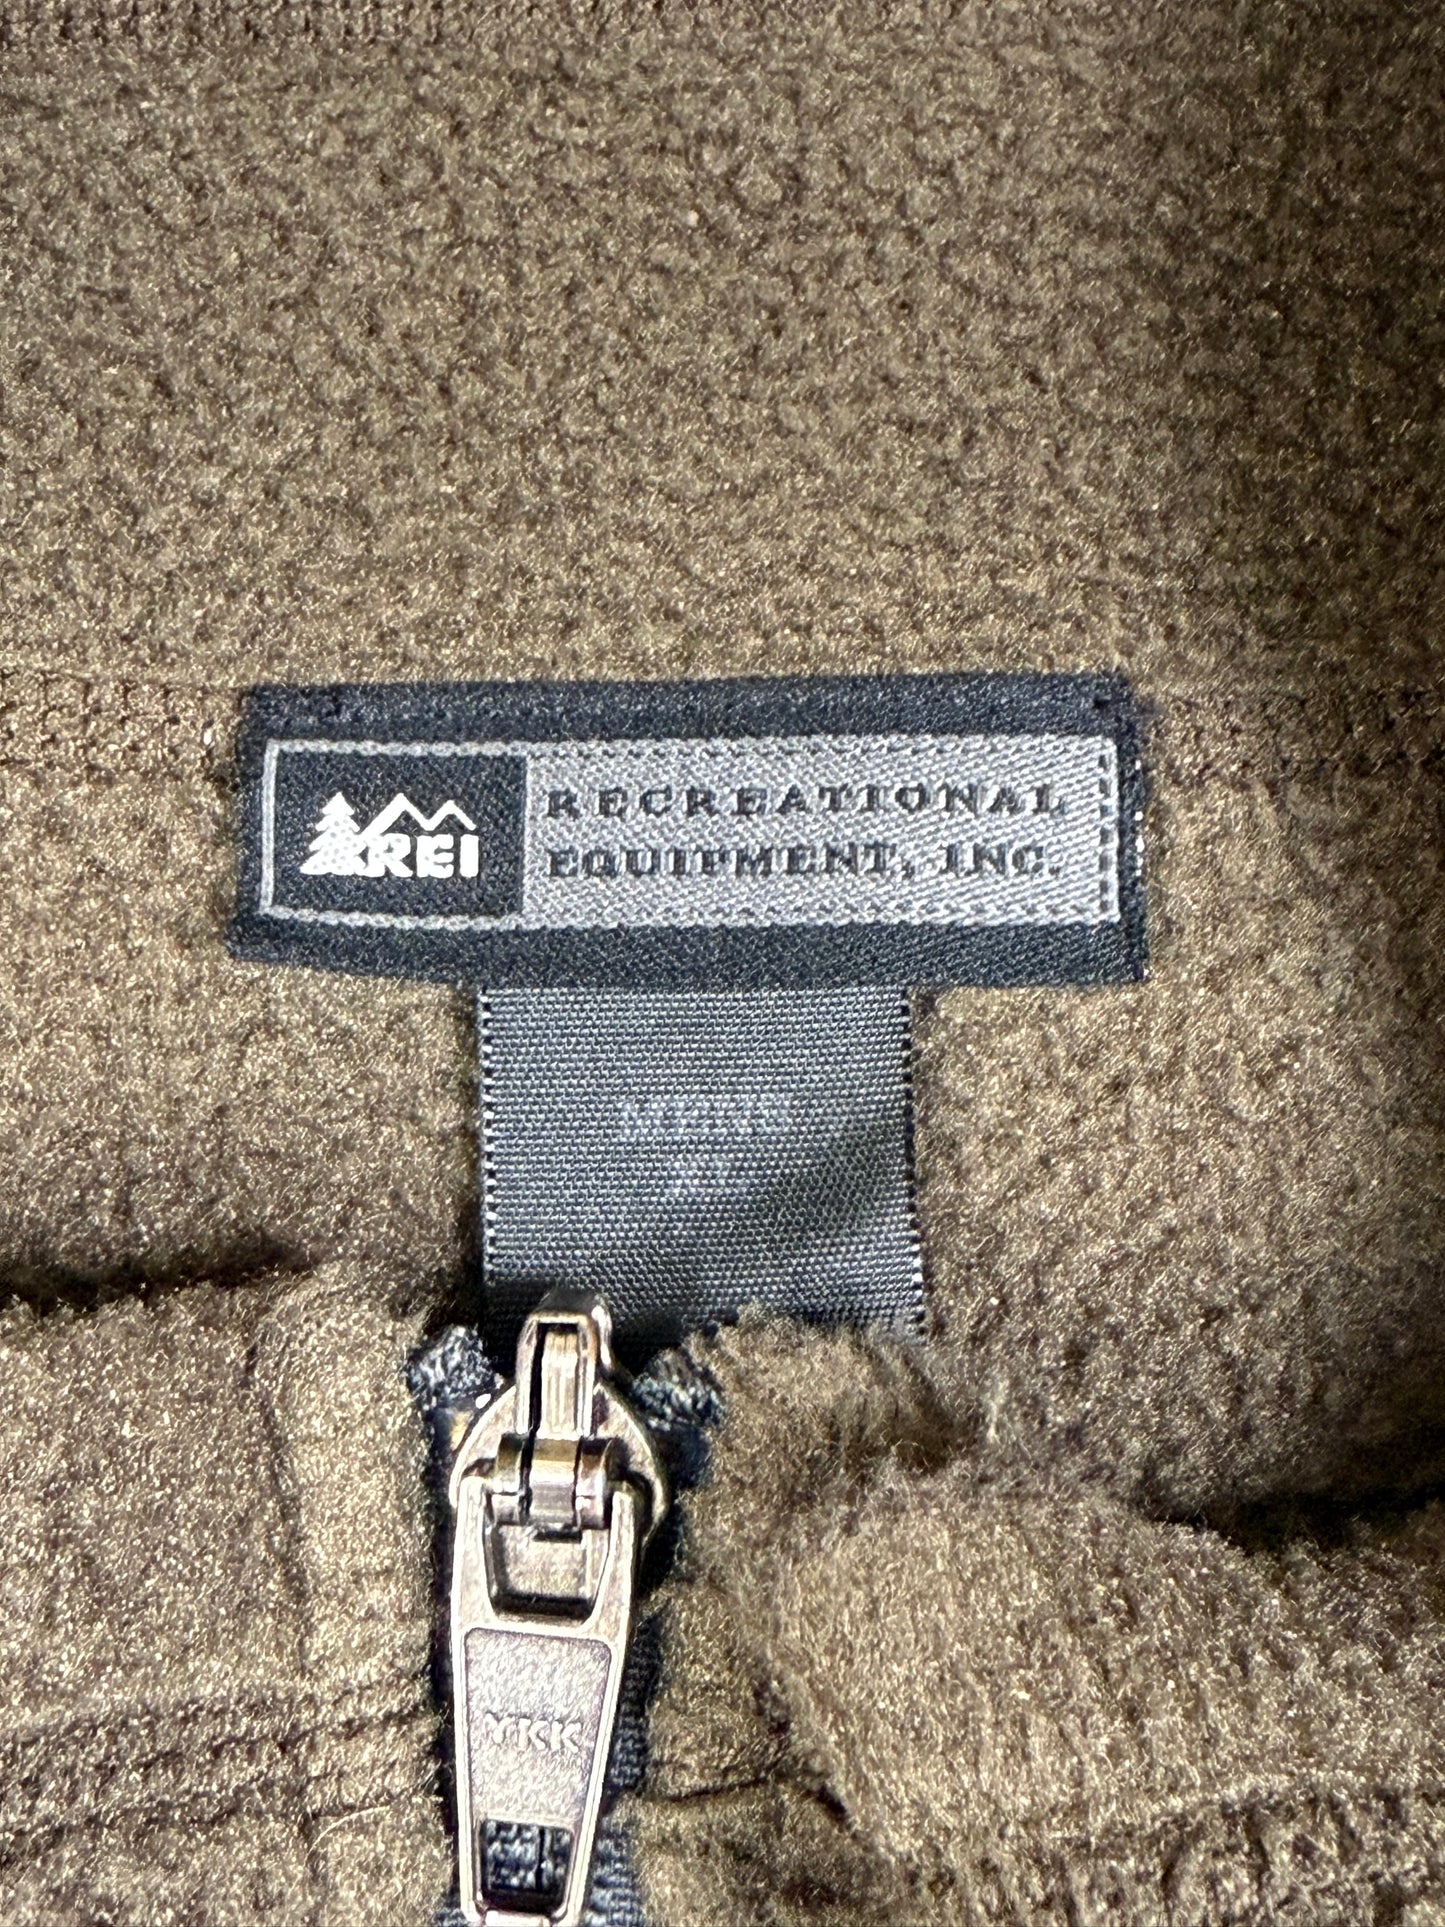 REI
RECREATIONAL
EQUIPMENT, INC.
YKK